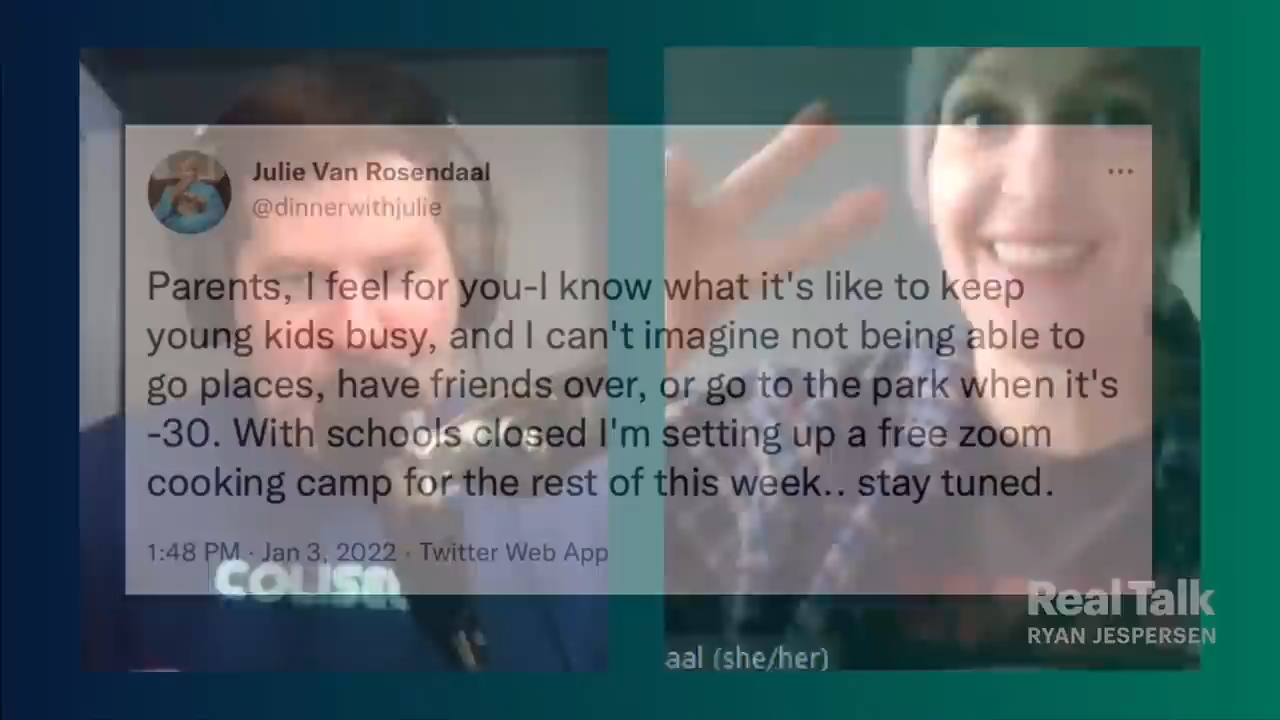 Julie Van Rosendaal
@dinnerwithjulie
Parents, I feel for you-I know what it's like to keep
young kids busy, and I can't imagine not being able to
go places, have friends over, or go to the park when it's
-30. With schools closed I'm setting up a free zoom
cooking camp for the rest of this week.. stay tuned.
1:48 PM · Jan 3, 2022 · Twitter Web App
Real Talk
RYAN JESPERSEN
aal (she/her)